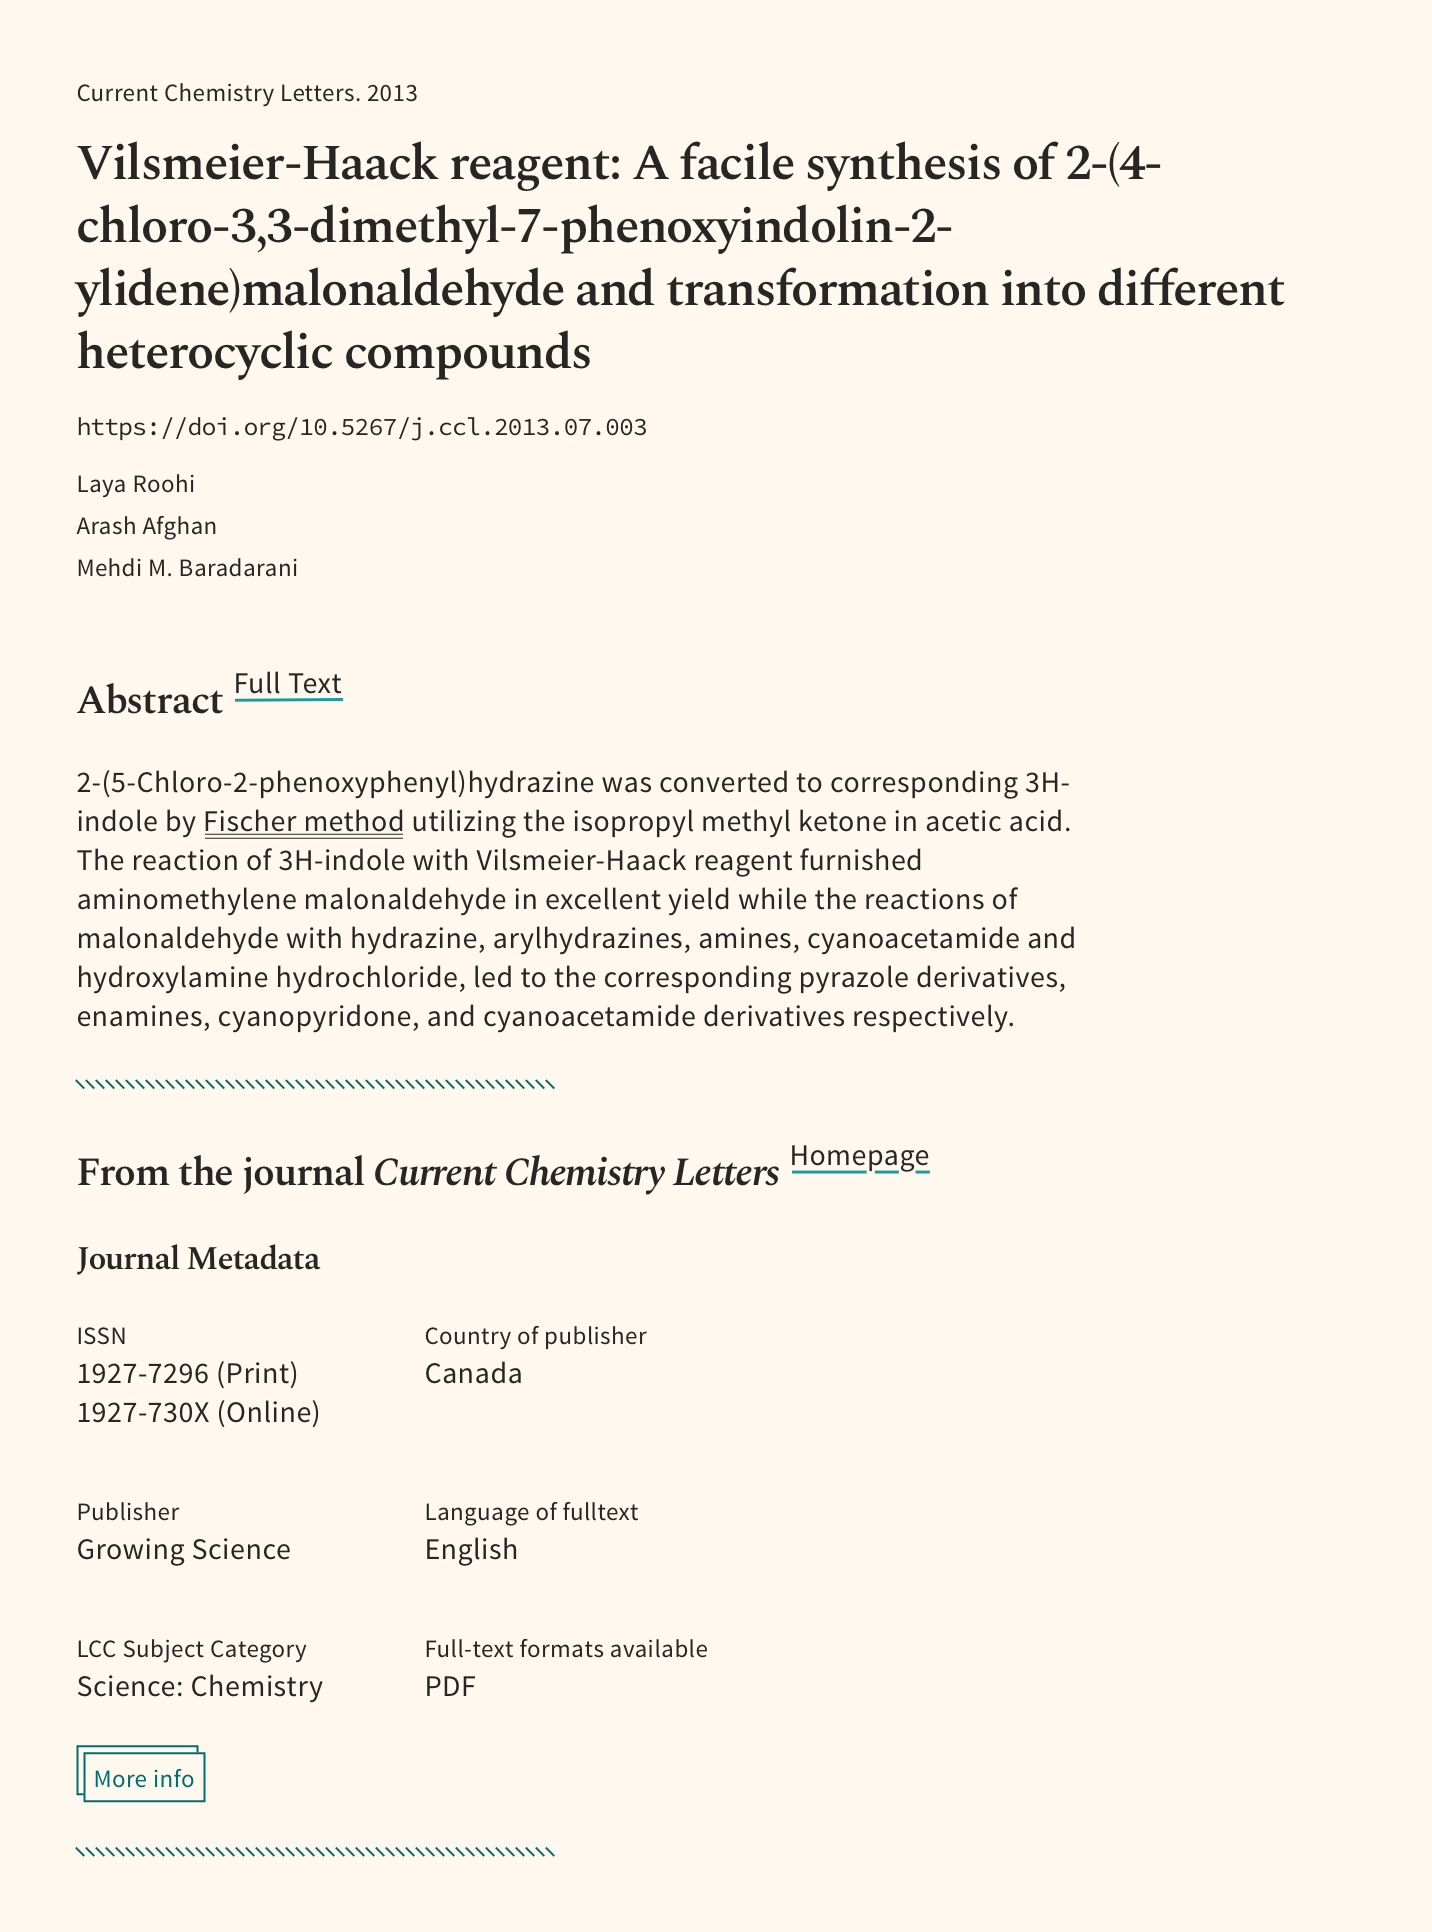 Current Chemistry Letters. 2013
Vilsmeier-Haack reagent: A facile synthesis of 2-(4-
chloro-3,3-dimethyl-7-phenoxyindolin-2-
ylidene)malonaldehyde and transformation into different
heterocyclic compounds
https://doi.org/10.5267/j.ccl.2013.07.003
Laya Roohi
Arash Afghan
Mehdi M. Baradarani
Abstract Full Text
2-(5-Chloro-2-phenoxyphenyl)hydrazine was converted to corresponding 3H-
indole by Fischer method utilizing the isopropyl methyl ketone in acetic acid.
The reaction of 3H-indole with Vilsmeier-Haack reagent furnished
aminomethylene malonaldehyde in excellent yield while the reactions of
malonaldehyde with hydrazine, arylhydrazines, amines, cyanoacetamide and
hydroxylamine hydrochloride, led to the corresponding pyrazole derivatives,
enamines, cyanopyridone, and cyanoacetamide derivatives respectively.
From the journal Current Chemistry Letters Homepage
Journal Metadata
ISSN
1927-7296 (Print)
1927-730X (Online)
Country of publisher
Canada
Publisher
Growing Science
Language of fulltext
English
LCC Subject Category
Science: Chemistry
Full-text formats available
PDF
More info